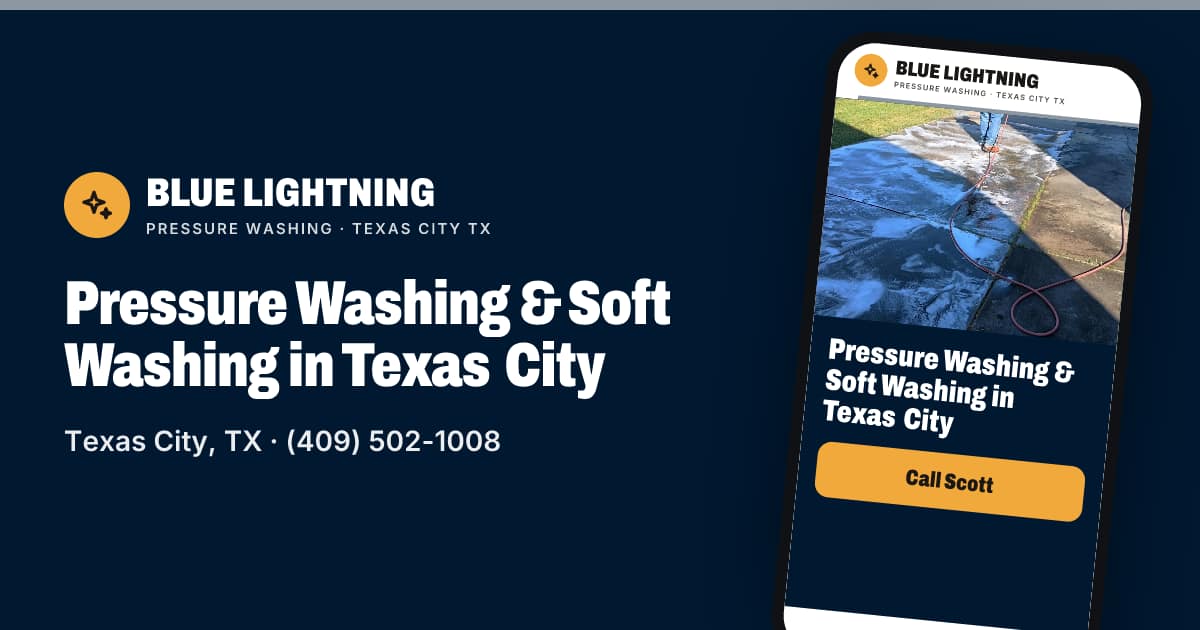 BLUE LIGHTNING
PRESSURE WASHING · TEXAS CITY TX
Pressure Washing & Soft
Washing in Texas City
Texas City, TX · (409) 502-1008
BLUE LIGHTNING
PRESSURE WASHING · TEXAS CITY TX
Pressure Washing &
Soft Washing in
Texas City
Call Scott